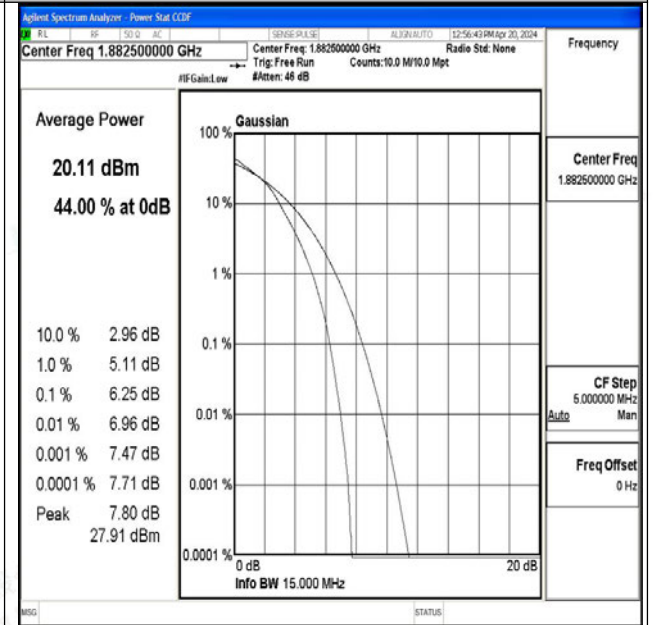 Agilent Spectrum Analyzer - Power Stat CCDF
RL RF 50 Ω AC SENSE:PULSE ALIGN AUTO 12:56:43 PM Apr 20, 2024
Center Freq 1.882500000 GHz
Center Freq: 1.882500000 GHz Radio Std: None
Trig: Free Run Counts:10.0 M/10.0 Mpt
#IFGain:Low #Atten: 46 dB
Frequency
Average Power
20.11 dBm
44.00 % at 0dB
10.0 % 2.96 dB
1.0 % 5.11 dB
0.1 % 6.25 dB
0.01 % 6.96 dB
0.001 % 7.47 dB
0.0001 % 7.71 dB
Peak 7.80 dB
27.91 dBm
Gaussian
100 %
10 %
1 %
0.1 %
0.01 %
0.001 %
0.0001 %
0 dB 20 dB
Info BW 15.000 MHz
Center Freq
1.882500000 GHz
CF Step
5.000000 MHz
Auto Man
Freq Offset
0 Hz
MSG STATUS